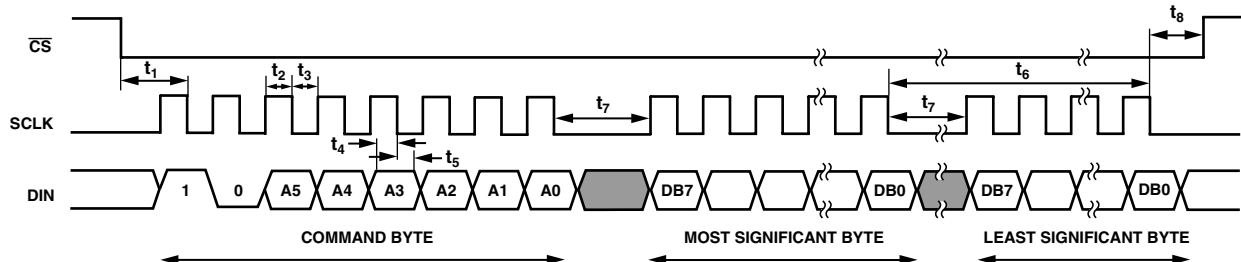 t8
CS
t1
t2
t3
t6
t7
t7
SCLK
t4
t5
DIN
1
0
A5
A4
A3
A2
A1
A0
DB7
DB0
DB7
DB0
COMMAND BYTE
MOST SIGNIFICANT BYTE
LEAST SIGNIFICANT BYTE